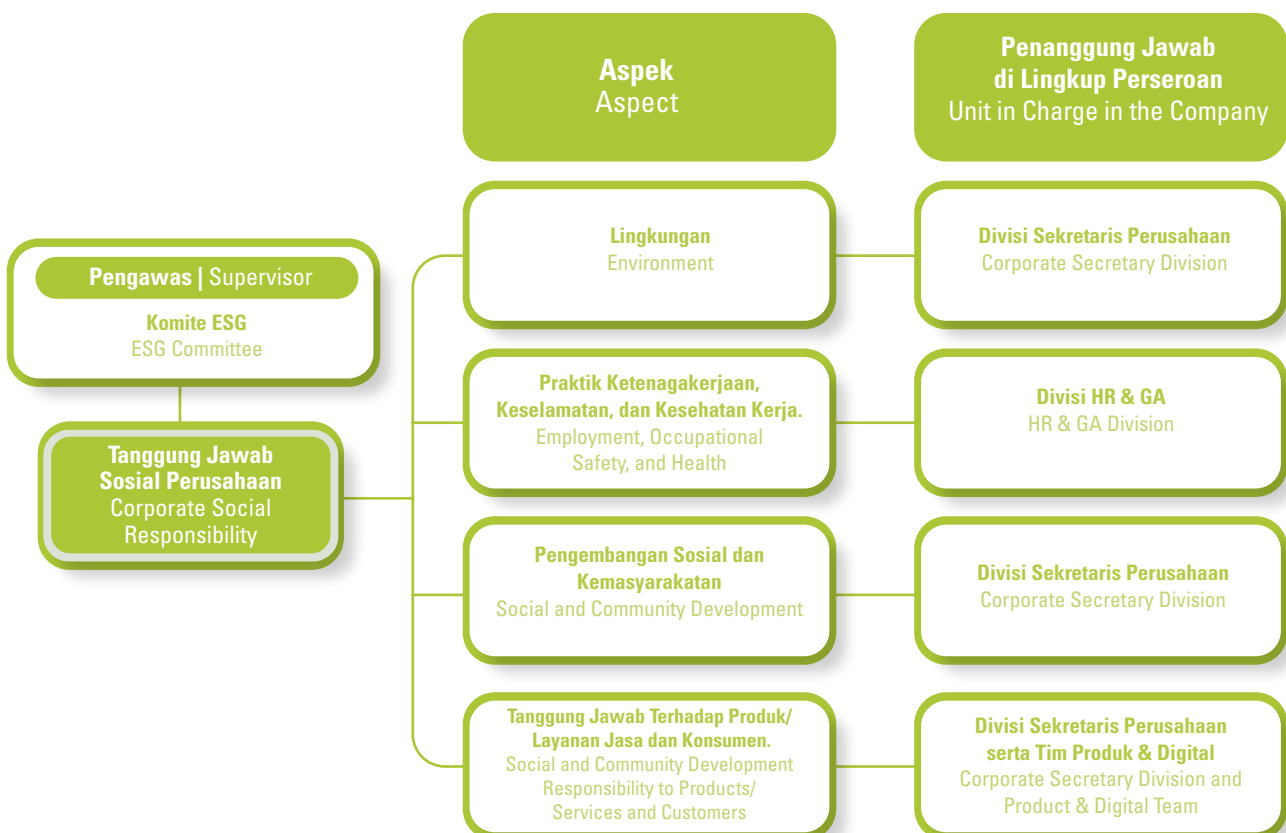 Aspek
Aspect
Penanggung Jawab
di Lingkup Perseroan
Unit in Charge in the Company
Pengawas | Supervisor
Komite ESG
ESG Committee
Tanggung Jawab
Sosial Perusahaan
Corporate Social
Responsibility
Lingkungan
Environment
Divisi Sekretaris Perusahaan
Corporate Secretary Division
Praktik Ketenagakerjaan,
Keselamatan, dan Kesehatan Kerja.
Employment, Occupational
Safety, and Health
Divisi HR & GA
HR & GA Division
Pengembangan Sosial dan
Kemasyarakatan
Social and Community Development
Divisi Sekretaris Perusahaan
Corporate Secretary Division
Tanggung Jawab Terhadap Produk/
Layanan Jasa dan Konsumen.
Social and Community Development
Responsibility to Products/
Services and Customers
Divisi Sekretaris Perusahaan
serta Tim Produk & Digital
Corporate Secretary Division and
Product & Digital Team